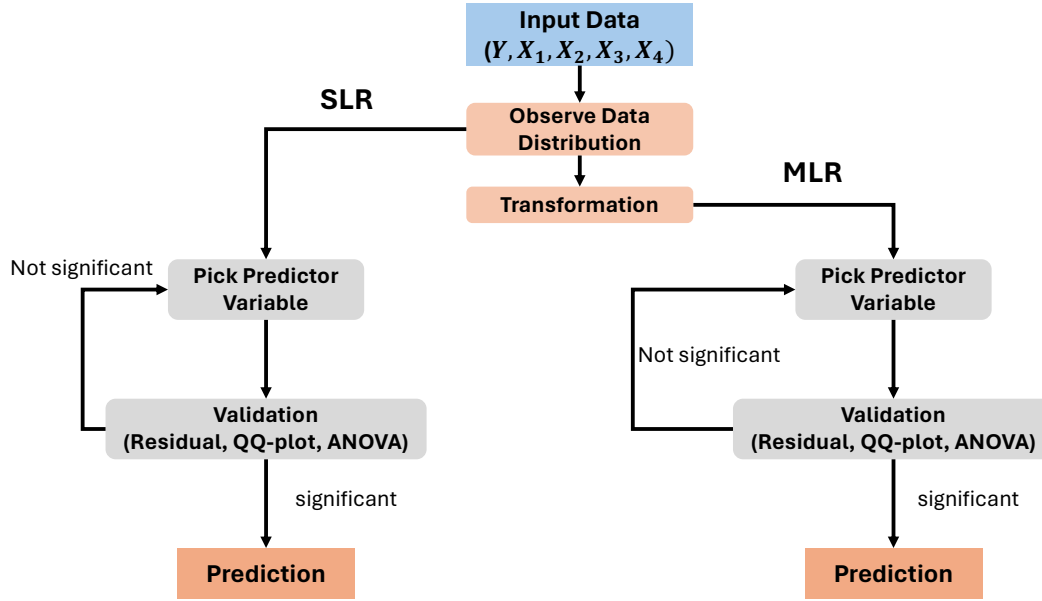 Input Data
(Y, X₁, X₂, X₃, X₄)
SLR
Observe Data
Distribution
MLR
Transformation
Not significant
Pick Predictor
Variable
Pick Predictor
Variable
Not significant
Validation
(Residual, QQ-plot, ANOVA)
Validation
(Residual, QQ-plot, ANOVA)
significant
significant
Prediction
Prediction